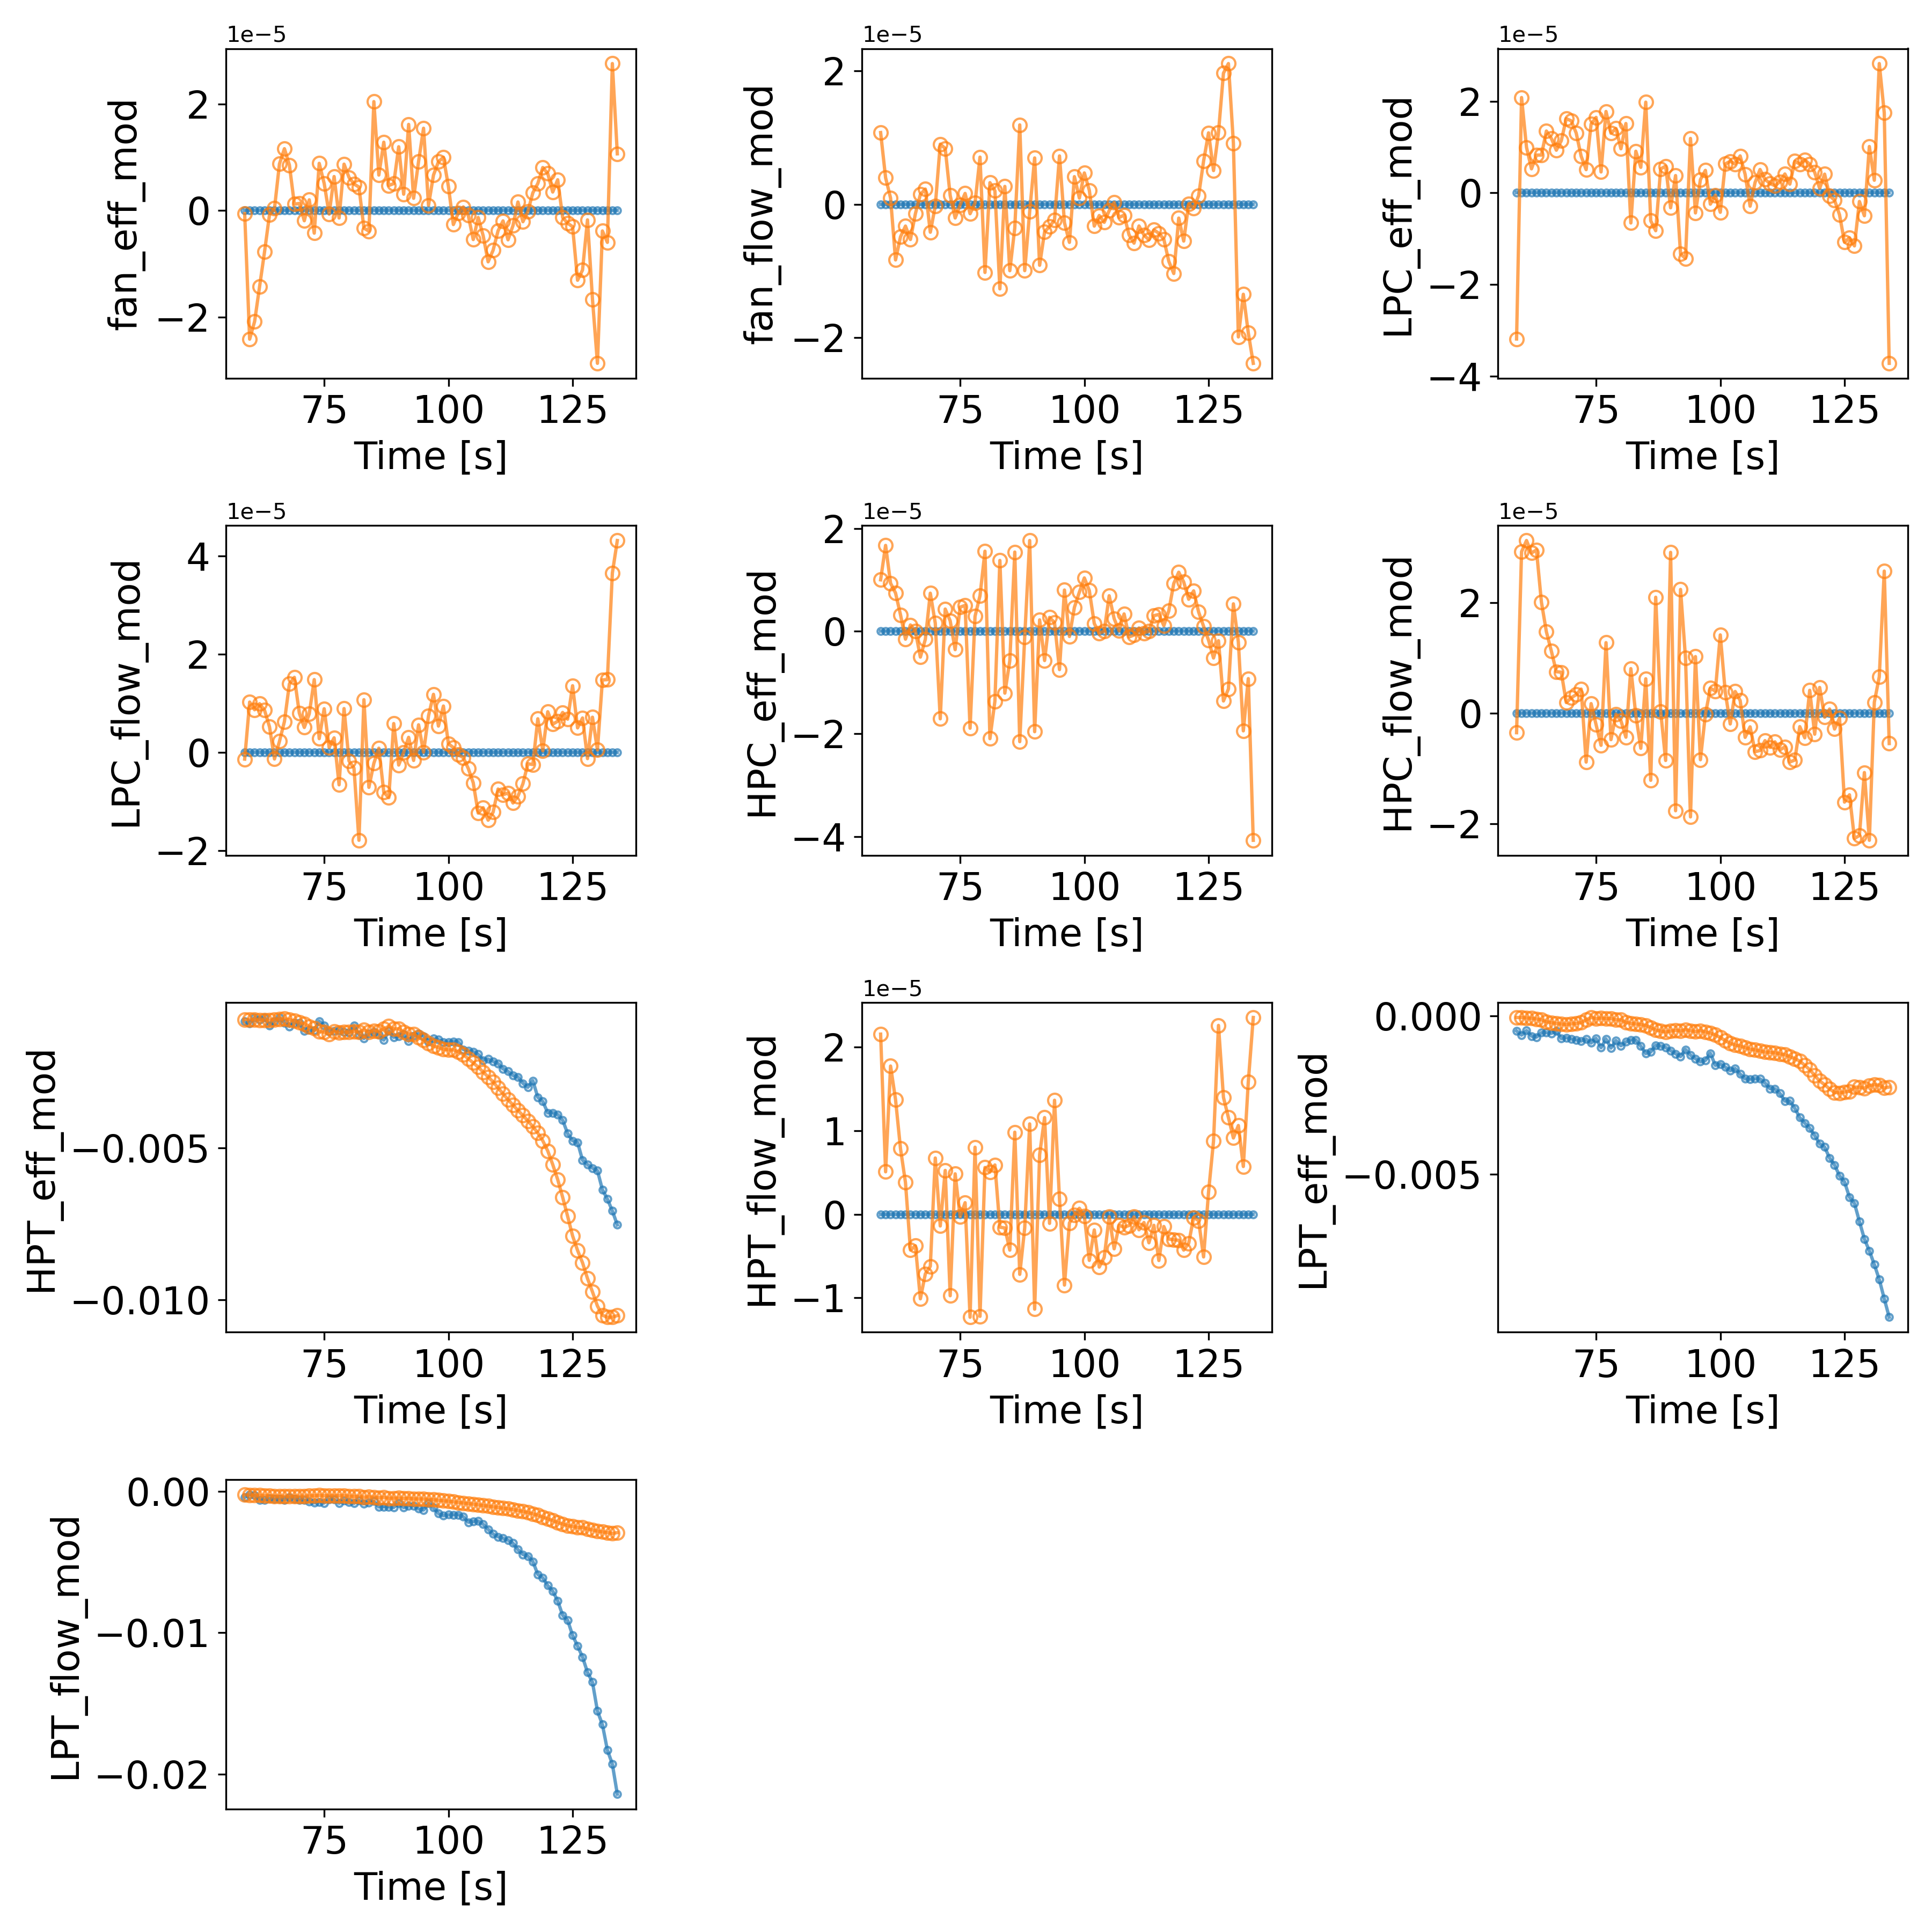 1e−5
fan_eff_mod
2
0
−2
75 100 125
Time [s]
1e−5
fan_flow_mod
2
0
−2
75 100 125
Time [s]
1e−5
LPC_eff_mod
2
0
−2
−4
75 100 125
Time [s]
1e−5
LPC_flow_mod
4
2
0
−2
75 100 125
Time [s]
1e−5
HPC_eff_mod
2
0
−2
−4
75 100 125
Time [s]
1e−5
HPC_flow_mod
2
0
−2
75 100 125
Time [s]
HPT_eff_mod
−0.005
−0.010
75 100 125
Time [s]
1e−5
HPT_flow_mod
2
1
0
−1
75 100 125
Time [s]
LPT_eff_mod
0.000
−0.005
75 100 125
Time [s]
LPT_flow_mod
0.00
−0.01
−0.02
75 100 125
Time [s]